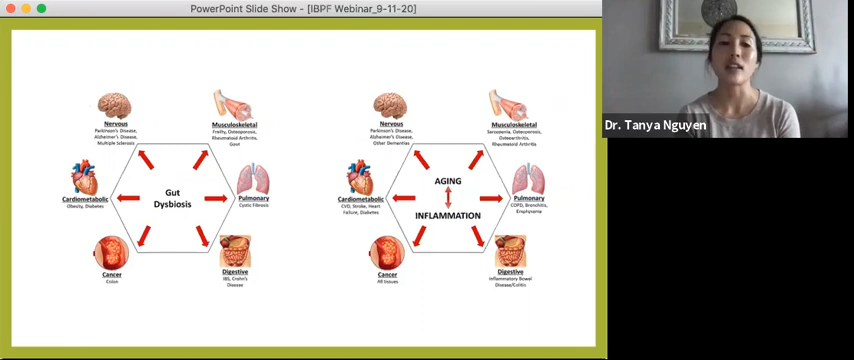 PowerPoint Slide Show - [IBPF Webinar_9-11-20]
Dr. Tanya Nguyen
Nervous
Parkinson's Disease,
Alzheimer's Disease,
Multiple Sclerosis
Musculoskeletal
Frailty, Osteoporosis,
Rheumatoid Arthritis,
Gout
Cardiometabolic
Obesity, Diabetes
Gut
Dysbiosis
Pulmonary
Cystic Fibrosis
Cancer
Colon
Digestive
IBS, Crohn's
Disease
Nervous
Parkinson's Disease,
Alzheimer's Disease,
Other Dementias
Musculoskeletal
Sarcopenia, Osteoporosis,
Osteoarthritis,
Rheumatoid Arthritis
Cardiometabolic
CVD, Stroke, Heart
Failure, Diabetes
AGING
INFLAMMATION
Pulmonary
COPD, Bronchitis,
Emphysema
Cancer
All tissues
Digestive
Inflammatory Bowel
Disease/Colitis